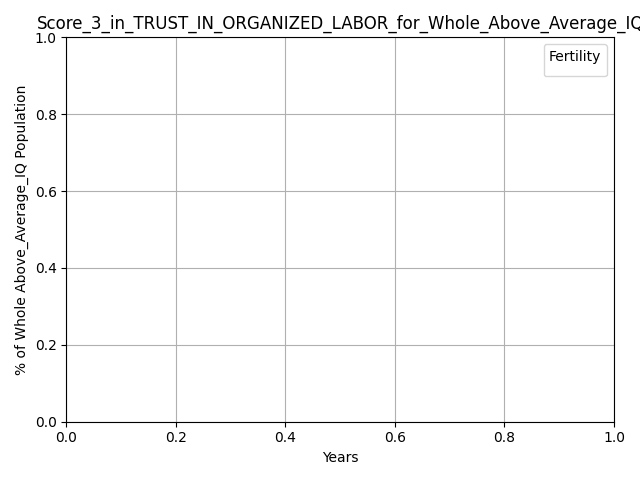 Score_3_in_TRUST_IN_ORGANIZED_LABOR_for_Whole_Above_Average_IQ
Fertility
% of Whole Above_Average_IQ Population
1.0
0.8
0.6
0.4
0.2
0.0
0.0 0.2 0.4 0.6 0.8 1.0
Years